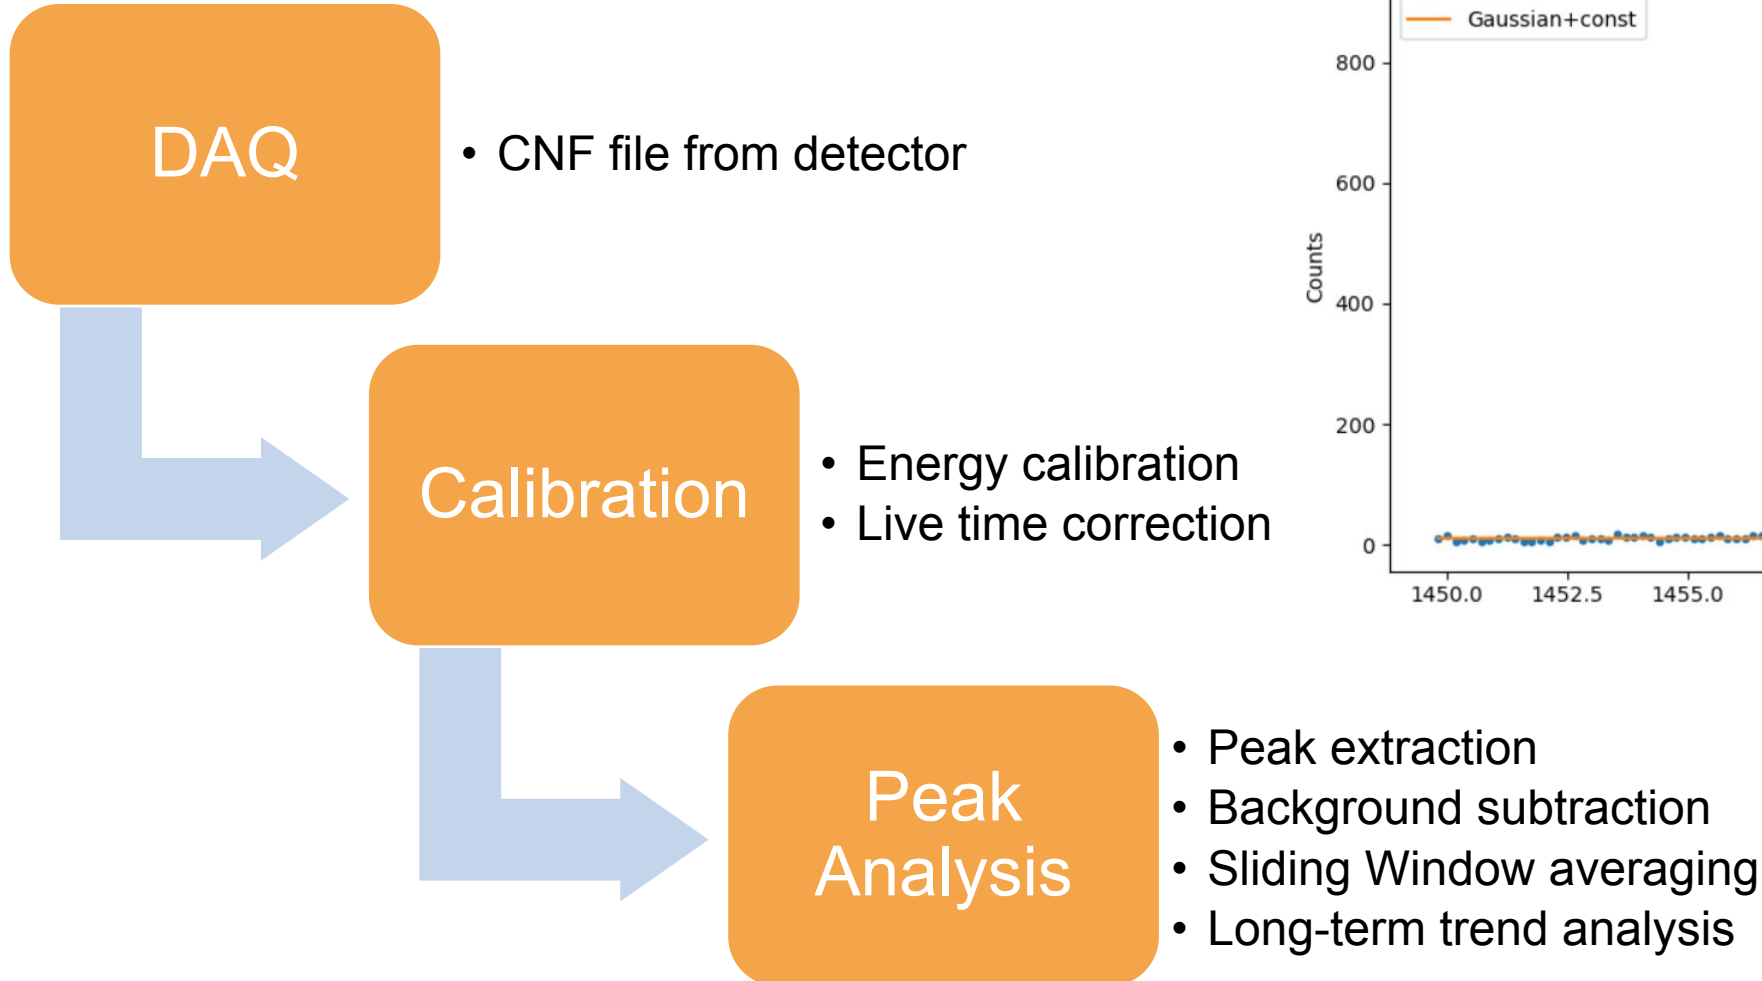 DAQ
• CNF file from detector
Calibration
• Energy calibration
• Live time correction
Peak
Analysis
• Peak extraction
• Background subtraction
• Sliding Window averaging
• Long-term trend analysis
Gaussian+const
Counts
800
600
400
200
0
1450.0 1452.5 1455.0